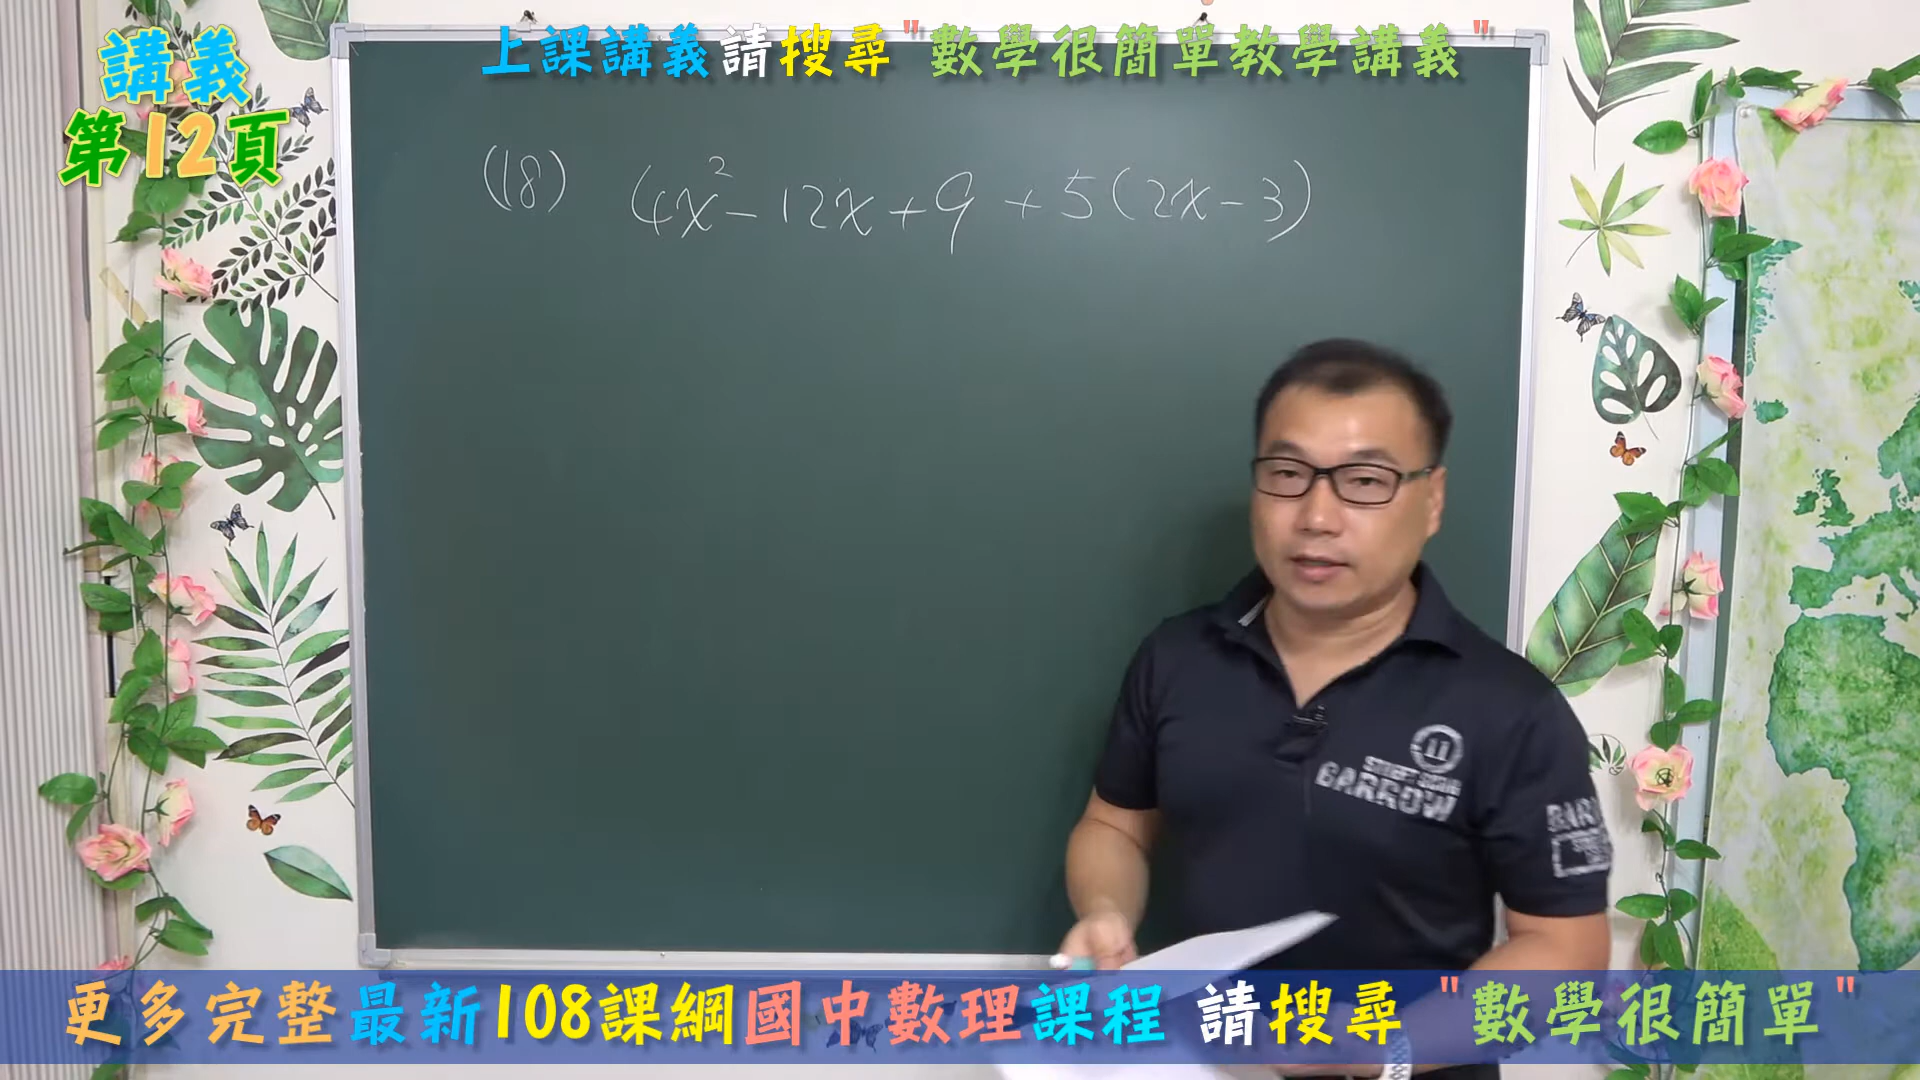 講義
第12頁
上課講義請搜尋"數學很簡單教學講義"
(18) 4x² - 12x + 9 + 5(2x - 3)
BARROW
更多完整最新108課綱國中數理課程 請搜尋 "數學很簡單"